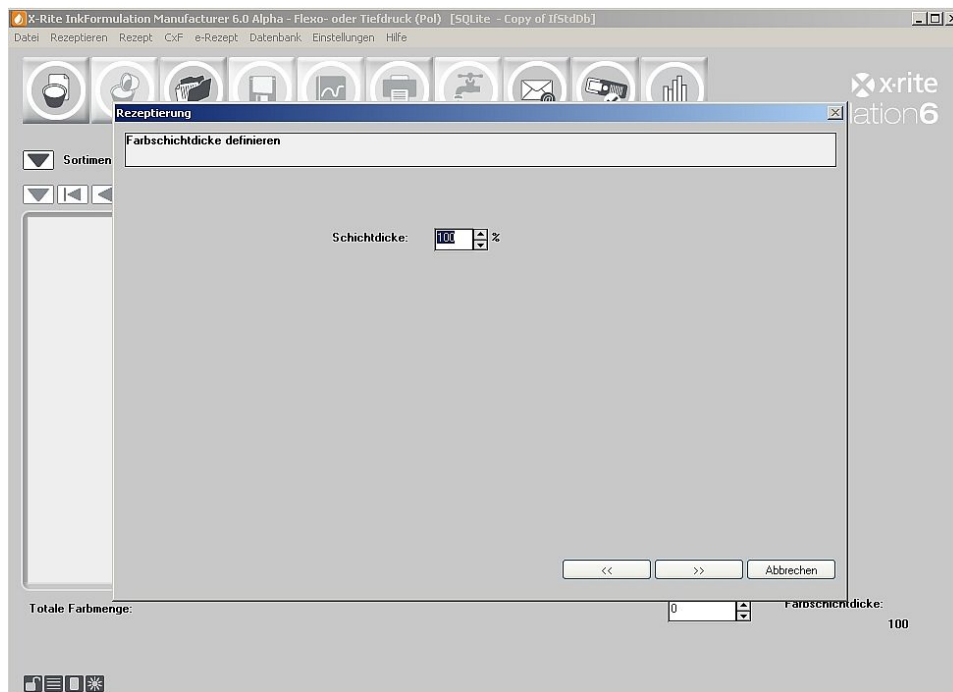 X-Rite InkFormulation Manufacturer 6.0 Alpha - Flexo- oder Tiefdruck (Pol) [SQLite - Copy of IfStdDb]
Datei Rezeptieren Rezept CxF e-Rezept Datenbank Einstellungen Hilfe
x·rite
Rezeptierung
ation6
Farbschichtdicke definieren
Sortimen
Schichtdicke: 100 %
<< >> Abbrechen
Totale Farbmenge: 0 Farbschichtdicke:
100